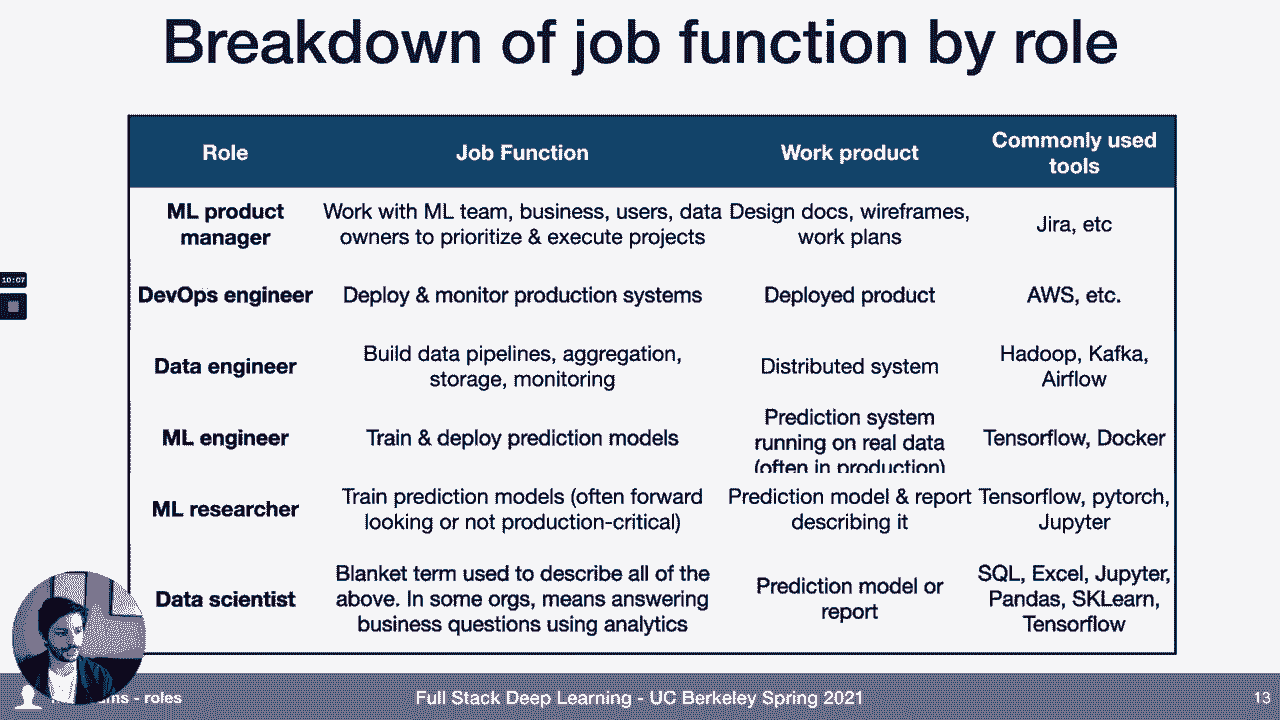 Breakdown of job function by role
Role
Job Function
Work product
Commonly used
tools
ML product
manager
Work with ML team, business, users, data
owners to prioritize & execute projects
Design docs, wireframes,
work plans
Jira, etc
DevOps engineer
Deploy & monitor production systems
Deployed product
AWS, etc.
Data engineer
Build data pipelines, aggregation,
storage, monitoring
Distributed system
Hadoop, Kafka,
Airflow
ML engineer
Train & deploy prediction models
Prediction system
running on real data
(often in production)
Tensorflow, Docker
ML researcher
Train prediction models (often forward
looking or not production-critical)
Prediction model & report
describing it
Tensorflow, pytorch,
Jupyter
Data scientist
Blanket term used to describe all of the
above. In some orgs, means answering
business questions using analytics
Prediction model or
report
SQL, Excel, Jupyter,
Pandas, SKLearn,
Tensorflow
10:07
- roles
Full Stack Deep Learning - UC Berkeley Spring 2021
13